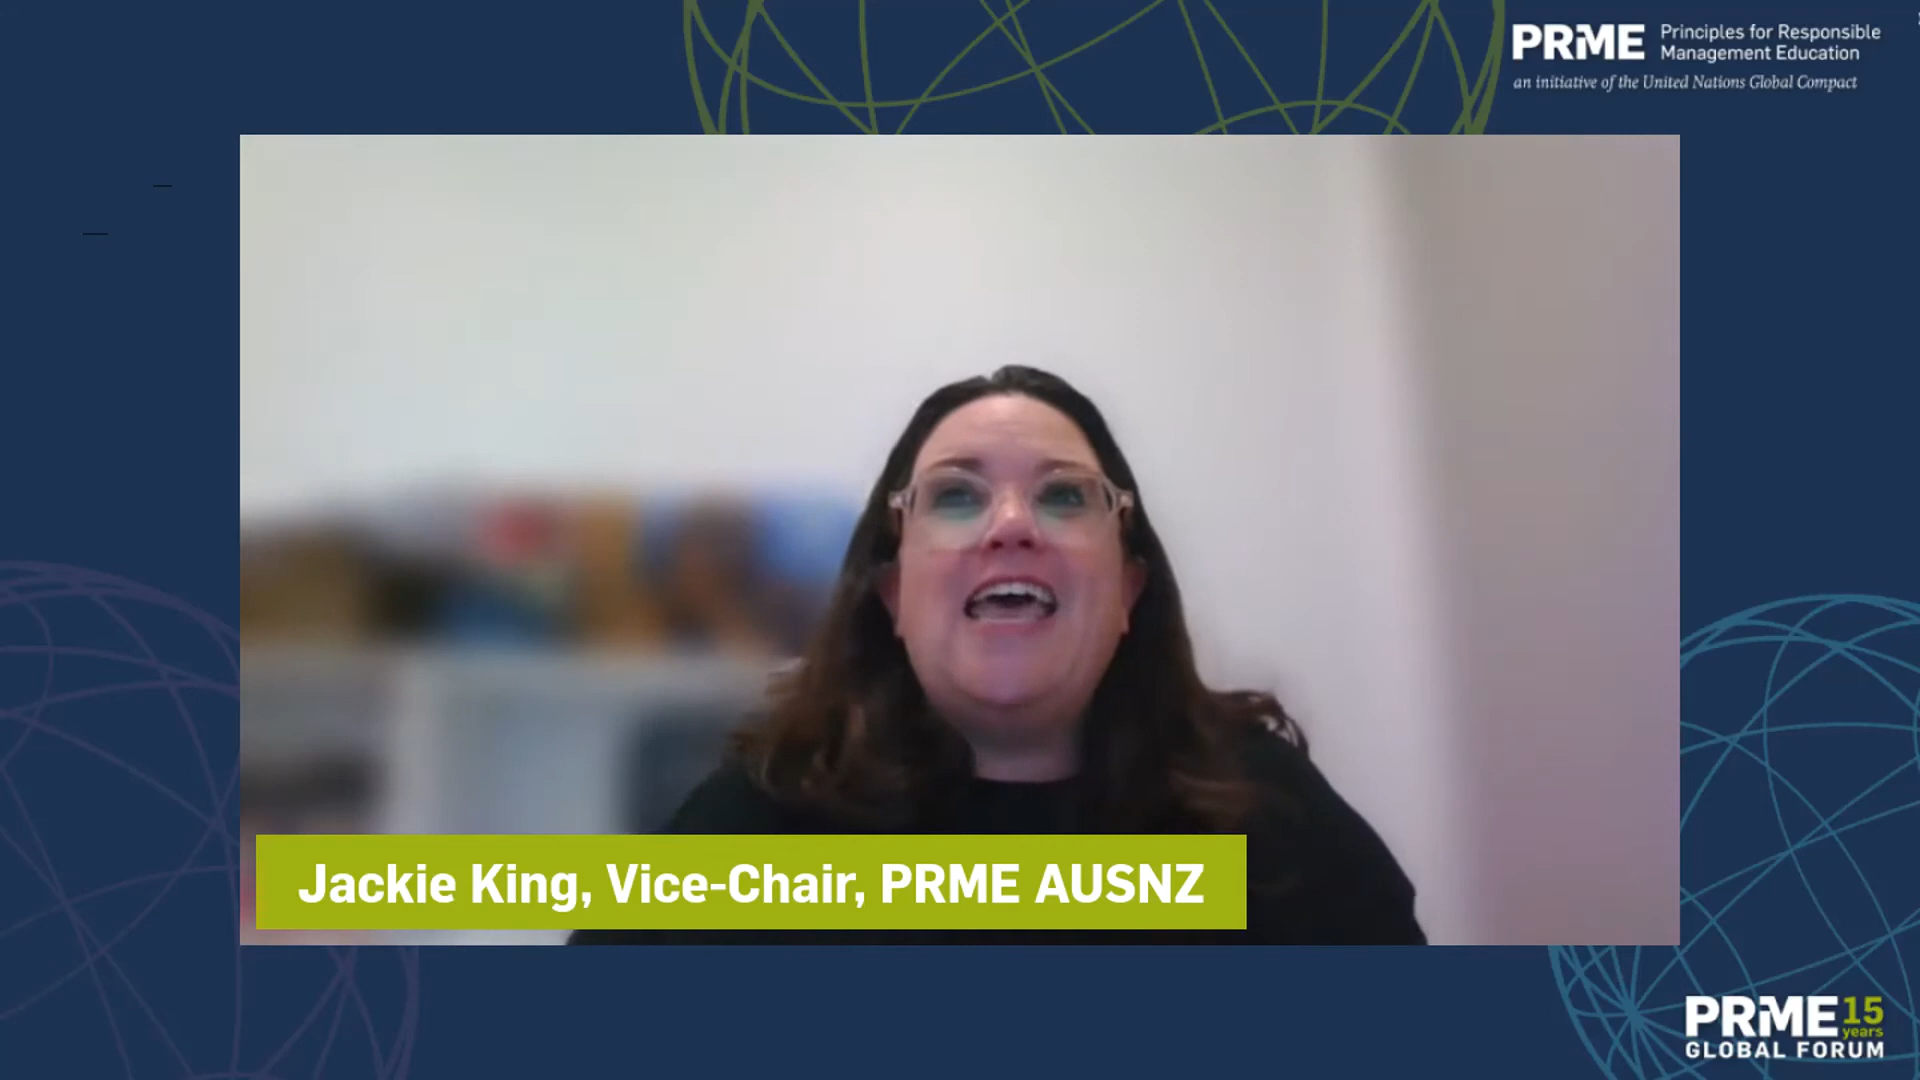 PRME Principles for Responsible
Management Education
an initiative of the United Nations Global Compact
Jackie King, Vice-Chair, PRME AUSNZ
PRME 15
years
GLOBAL FORUM